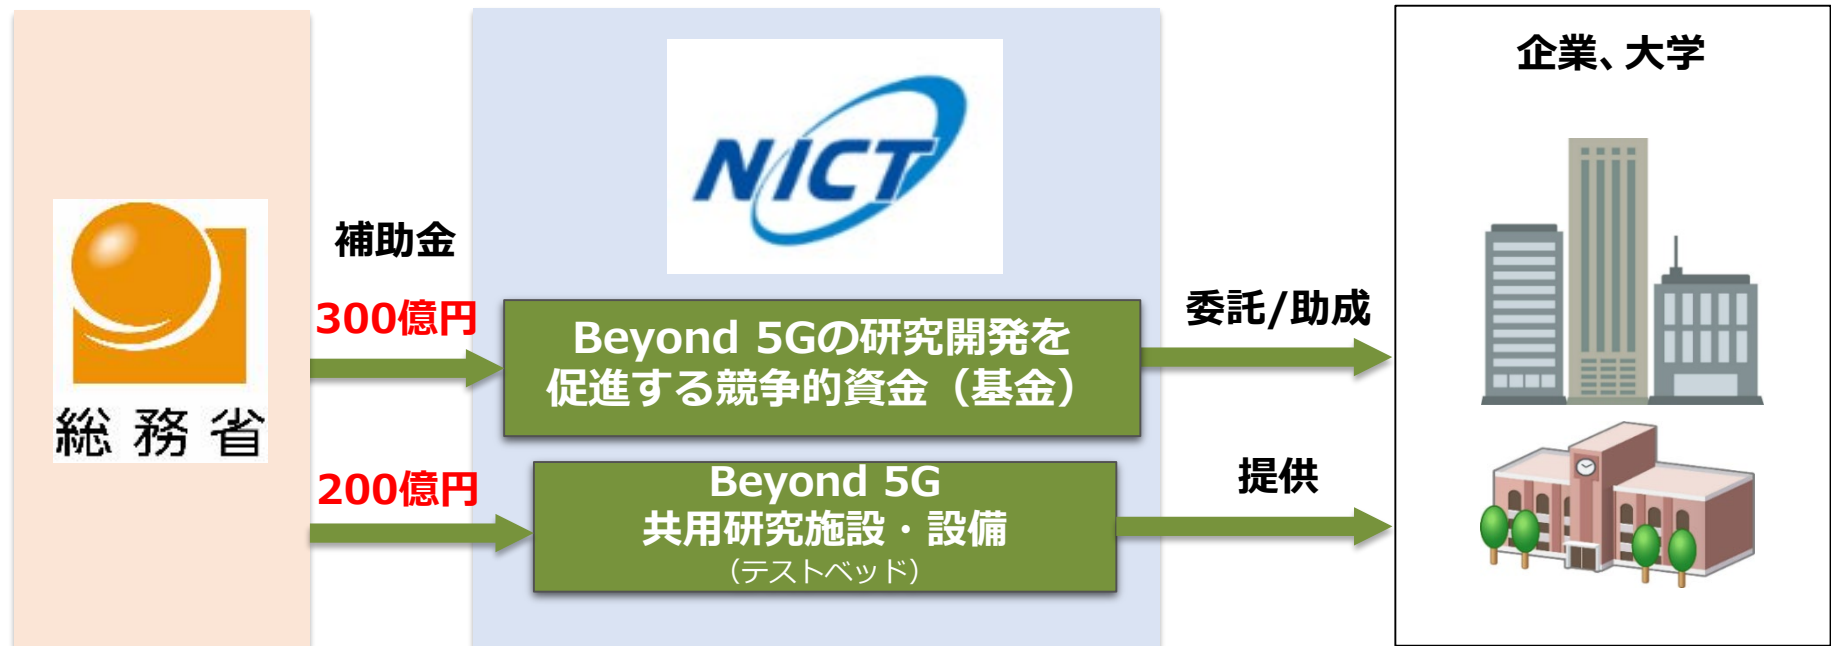 総務省
補助金
300億円
200億円
NICT
Beyond 5Gの研究開発を
促進する競争的資金（基金）
Beyond 5G
共用研究施設・設備
（テストベッド）
委託/助成
提供
企業、大学